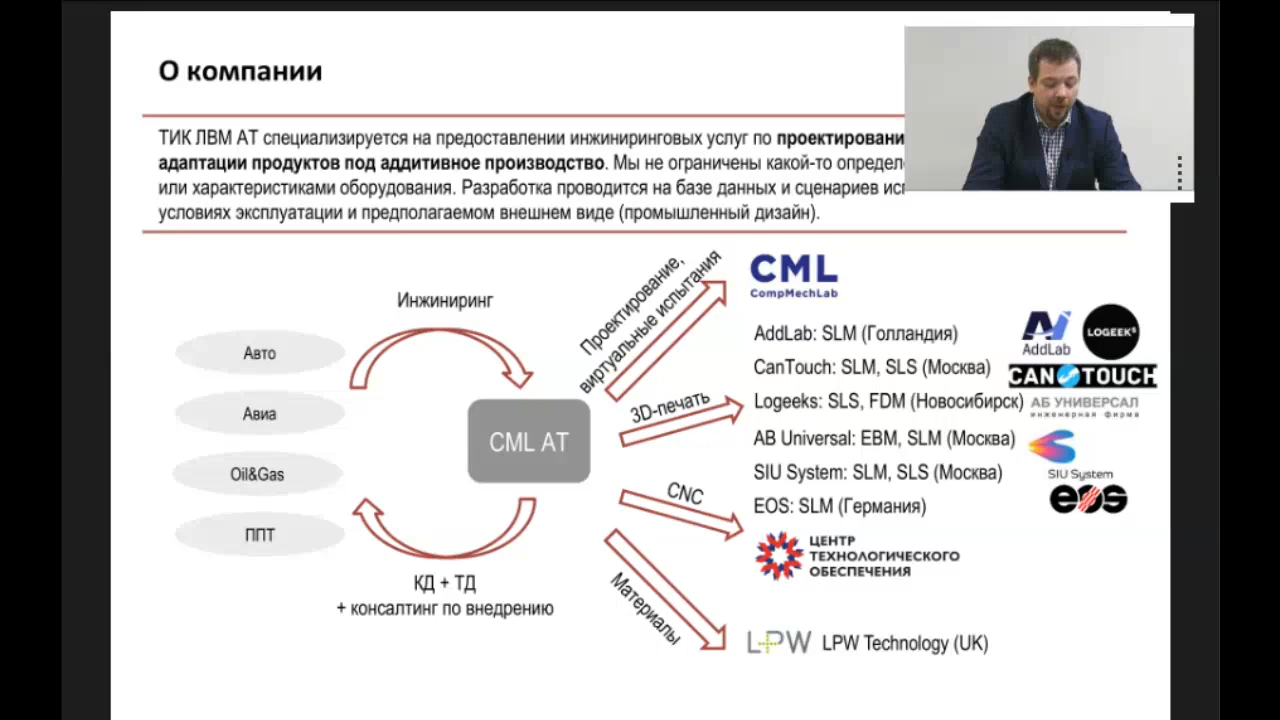 О компании
ТИК ЛВМ АТ специализируется на предоставлении инжиниринговых услуг по
адаптации продуктов под аддитивное производство. Мы не ограничены какой-то
или характеристиками оборудования. Разработка проводится на базе данных и сценариев
условиях эксплуатации и предполагаемом внешнем виде (промышленный дизайн).
Инжиниринг
Авто
Авиа
Oil&Gas
ППТ
CML AT
КД + ТД
+ консалтинг по внедрению
Проектирование,
виртуальные испытания
3D-печать
CNC
Материалы
CML
CompMechLab
AddLab: SLM (Голландия)
CanTouch: SLM, SLS (Москва)
Logeeks: SLS, FDM (Новосибирск)
AB Universal: EBM, SLM (Москва)
SIU System: SLM, SLS (Москва)
EOS: SLM (Германия)
AddLab
LOGEEKS
CAN TOUCH
АБ УНИВЕРСАЛ
инженерная фирма
SIU System
eos
ЦЕНТР
ТЕХНОЛОГИЧЕСКОГО
ОБЕСПЕЧЕНИЯ
LPW
LPW Technology (UK)